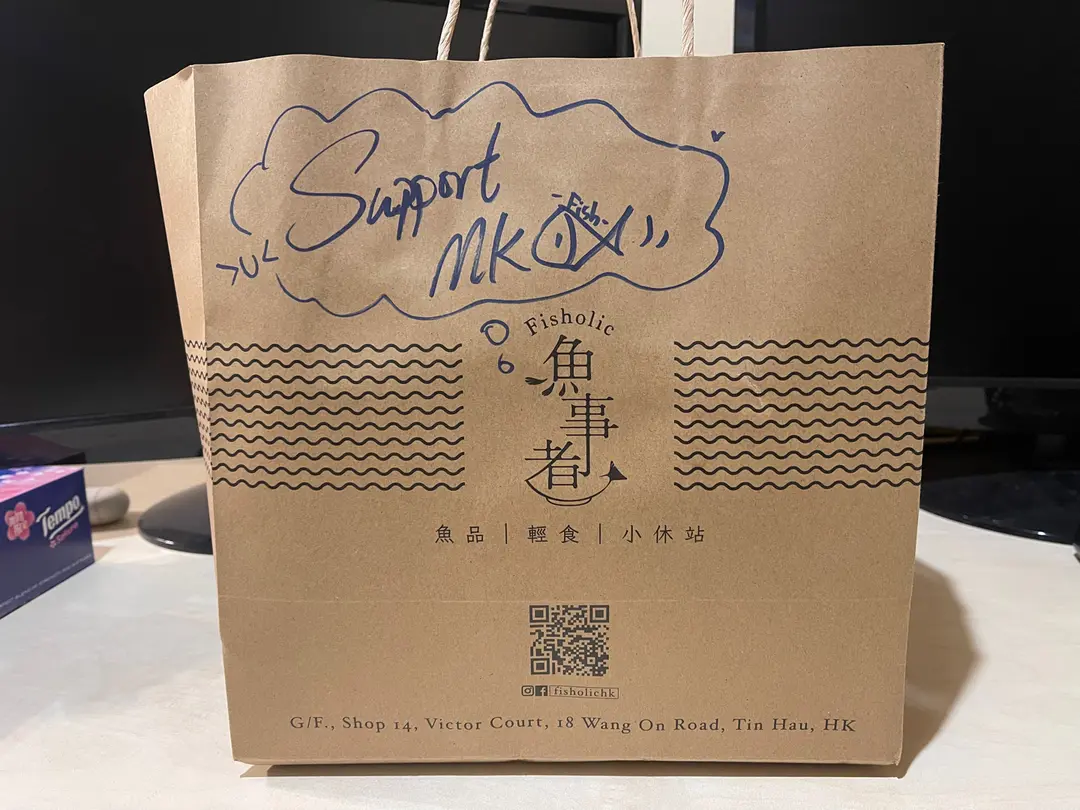 Support
MK
-Fish-
>u<
Fisholic
魚事者
魚品｜輕食｜小休站
fisholichk
G/F., Shop 14, Victor Court, 18 Wang On Road, Tin Hau, HK
Tempo
Sakura